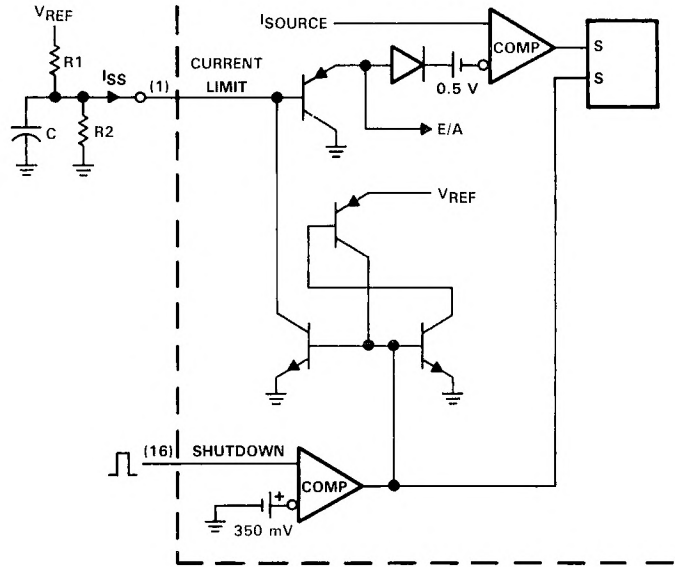 VREF
R1
ISS
(1)
CURRENT
LIMIT
C
R2
ISOURCE
COMP
0.5 V
E/A
S
S
VREF
(16)
SHUTDOWN
COMP
+
350 mV